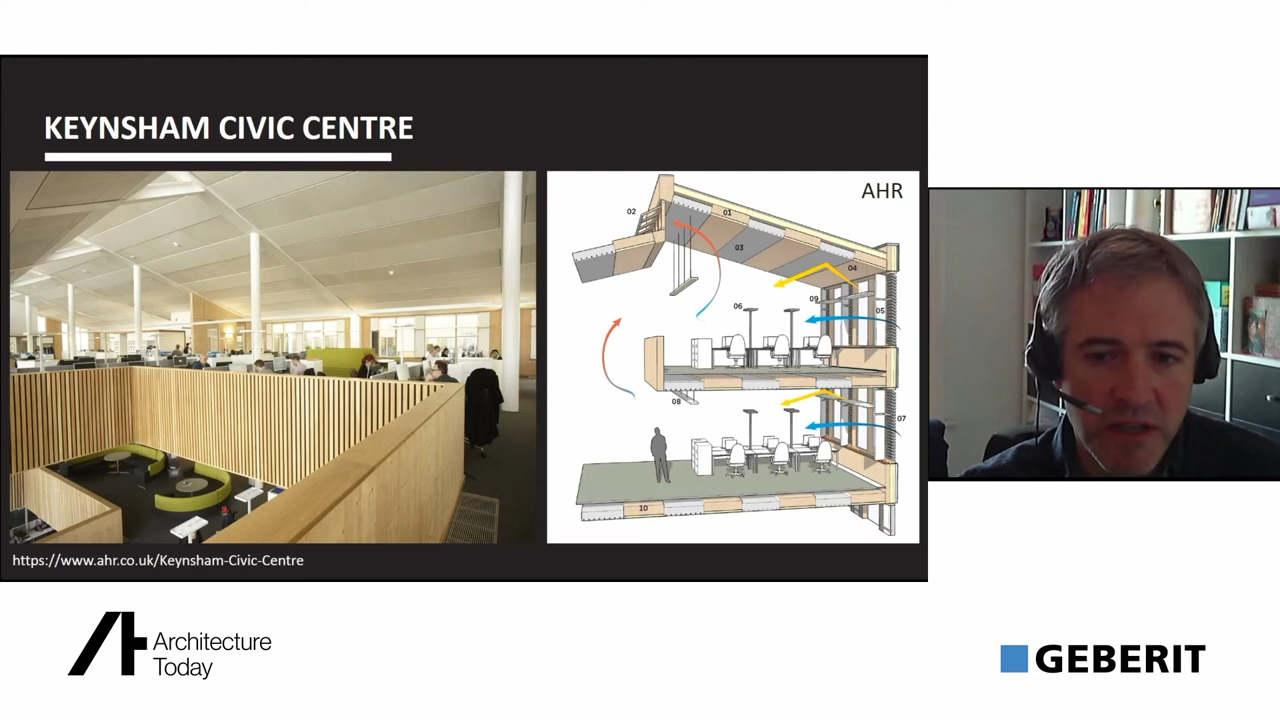 KEYNSHAM CIVIC CENTRE
AHR
02
01
03
04
09
05
06
08
07
10
https://www.ahr.co.uk/Keynsham-Civic-Centre
Architecture
Today
GEBERIT